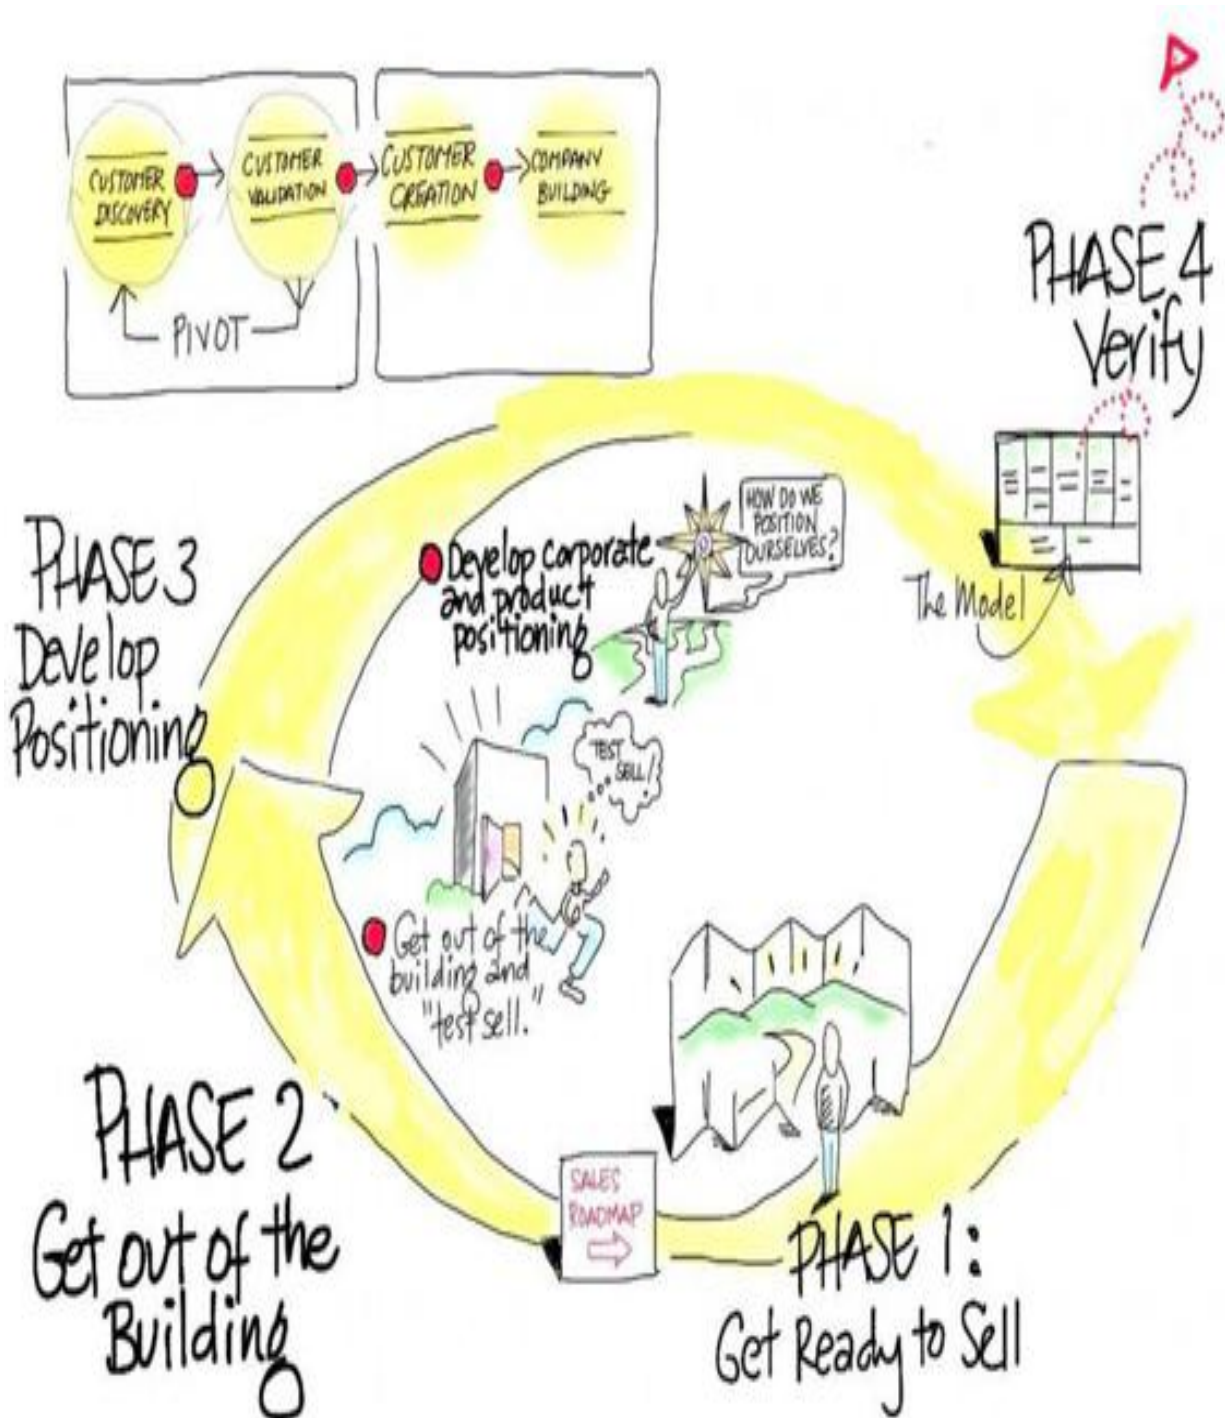 CUSTOMER
DISCOVERY
CUSTOMER
VALIDATION
CUSTOMER
CREATION
COMPANY
BUILDING
PIVOT
PHASE 4
Verify
The Model
HOW DO WE
POSITION
OURSELVES?
Develop corporate
and product
positioning
PHASE 3
Develop
Positioning
TEST
SELL!
Get out of the
building and
"test sell."
PHASE 2
Get out of the
Building
SALES
ROADMAP
PHASE 1:
Get Ready to Sell